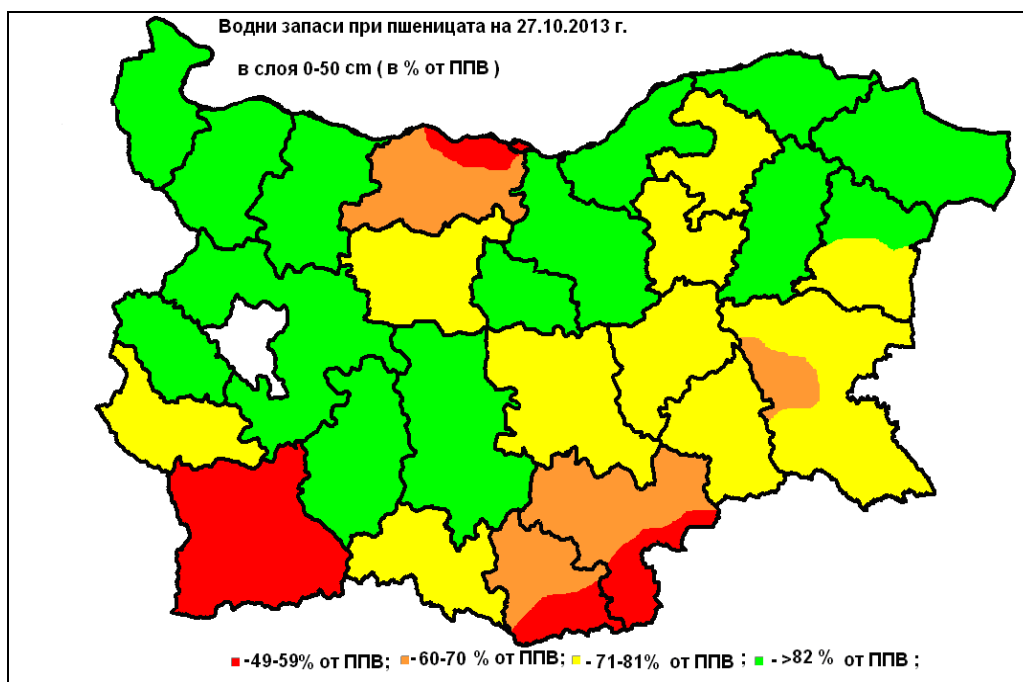 Водни запаси при пшеницата на 27.10.2013 г.
в слоя 0-50 cm ( в % от ППВ )
-49-59% от ППВ; - 60-70 % от ППВ; - 71-81% от ППВ ; - >82 % от ППВ ;